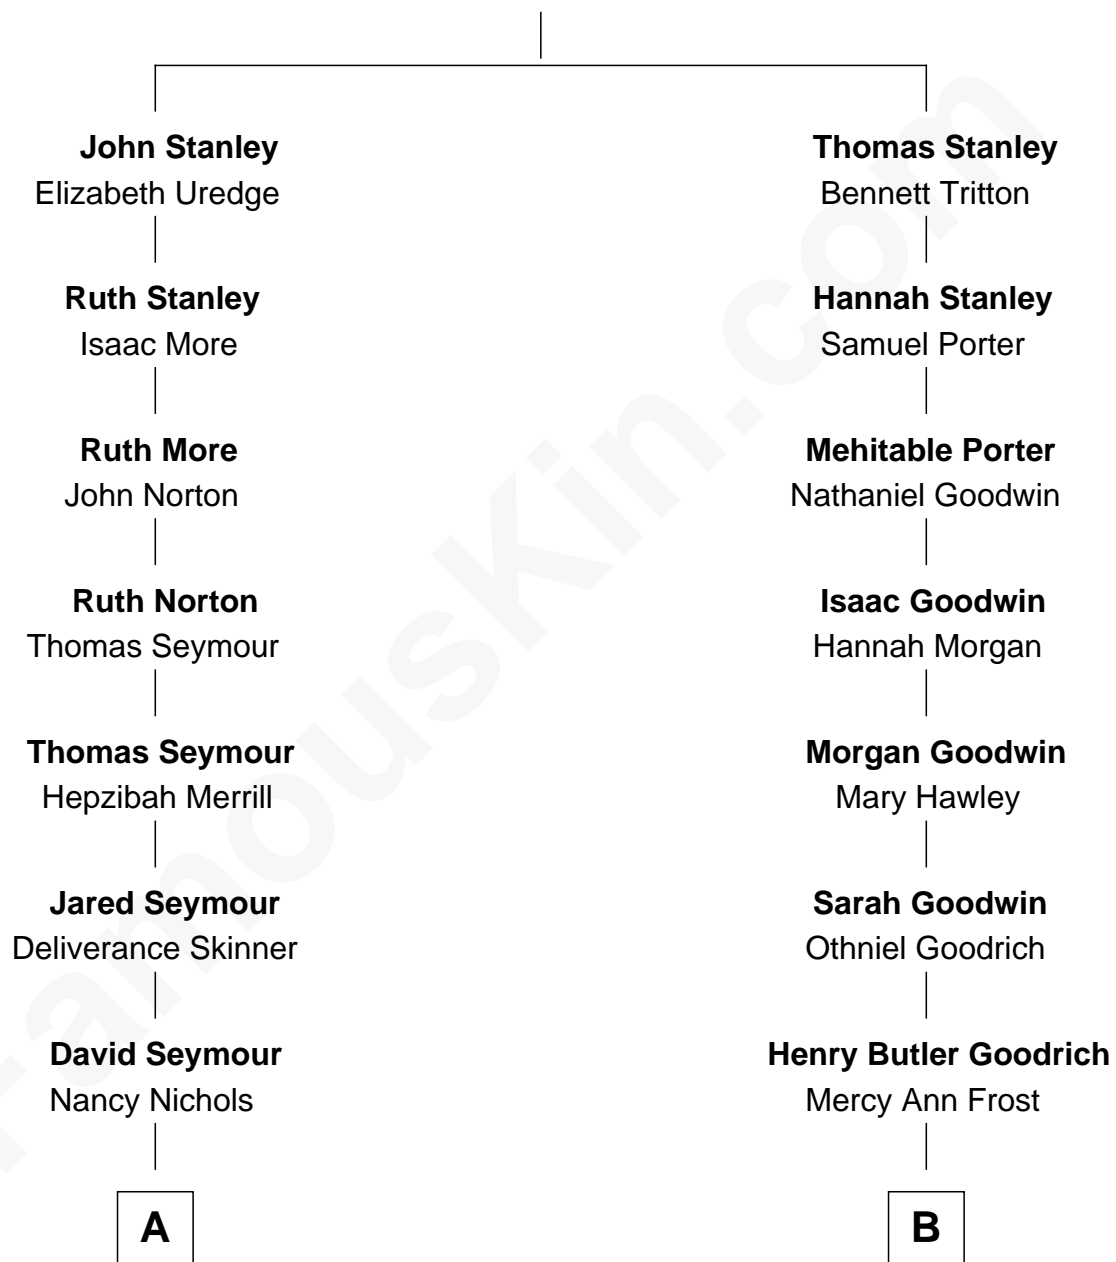 John Stanley
Elizabeth Uredge
Ruth Stanley
Isaac More
Ruth More
John Norton
Ruth Norton
Thomas Seymour
Thomas Seymour
Hepzibah Merrill
Jared Seymour
Deliverance Skinner
David Seymour
Nancy Nichols
A
Thomas Stanley
Bennett Tritton
Hannah Stanley
Samuel Porter
Mehitable Porter
Nathaniel Goodwin
Isaac Goodwin
Hannah Morgan
Morgan Goodwin
Mary Hawley
Sarah Goodwin
Othniel Goodrich
Henry Butler Goodrich
Mercy Ann Frost
B
FamousKin.com